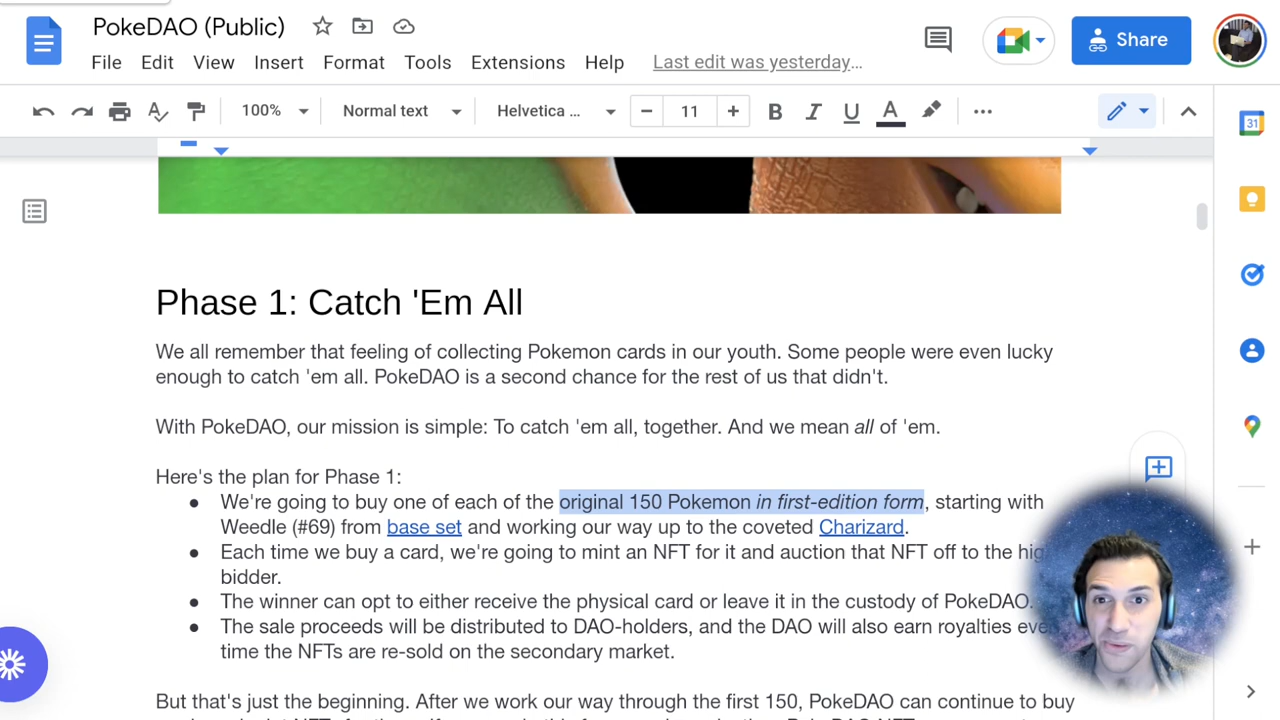 PokeDAO (Public)
File Edit View Insert Format Tools Extensions Help Last edit was yesterday…
Share
100% Normal text Helvetica ... 11 B I U A
31
Phase 1: Catch 'Em All
We all remember that feeling of collecting Pokemon cards in our youth. Some people were even lucky
enough to catch 'em all. PokeDAO is a second chance for the rest of us that didn't.
With PokeDAO, our mission is simple: To catch 'em all, together. And we mean all of 'em.
Here's the plan for Phase 1:
● We're going to buy one of each of the original 150 Pokemon in first-edition form, starting with
Weedle (#69) from base set and working our way up to the coveted Charizard.
● Each time we buy a card, we're going to mint an NFT for it and auction that NFT off to the
bidder.
● The winner can opt to either receive the physical card or leave it in the custody of PokeDAO.
● The sale proceeds will be distributed to DAO-holders, and the DAO will also earn royalties
time the NFTs are re-sold on the secondary market.
But that's just the beginning. After we work our way through the first 150, PokeDAO can continue to buy